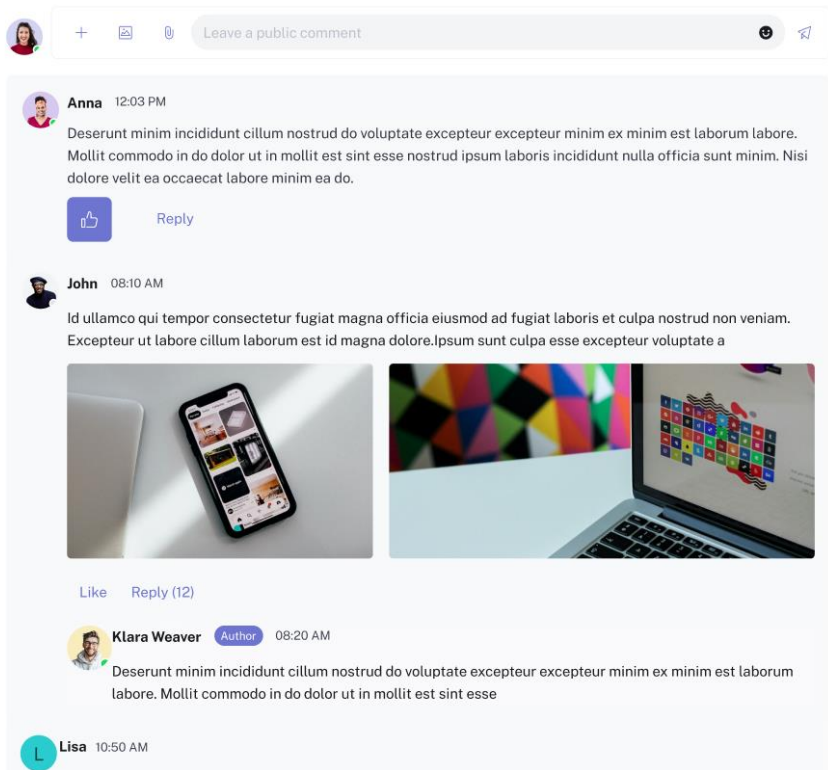 Leave a public comment
Anna 12:03 PM
Deserunt minim incididunt cillum nostrud do voluptate excepteur excepteur minim ex minim est laborum labore.
Mollit commodo in do dolor ut in mollit est sint esse nostrud ipsum laboris incididunt nulla officia sunt minim. Nisi
dolore velit ea occaecat labore minim ea do.
Reply
John 08:10 AM
Id ullamco qui tempor consectetur fugiat magna officia eiusmod ad fugiat laboris et culpa nostrud non veniam.
Excepteur ut labore cillum laborum est id magna dolore.Ipsum sunt culpa esse excepteur voluptate a
Like Reply (12)
Klara Weaver Author 08:20 AM
Deserunt minim incididunt cillum nostrud do voluptate excepteur excepteur minim ex minim est laborum
labore. Mollit commodo in do dolor ut in mollit est sint esse
L Lisa 10:50 AM